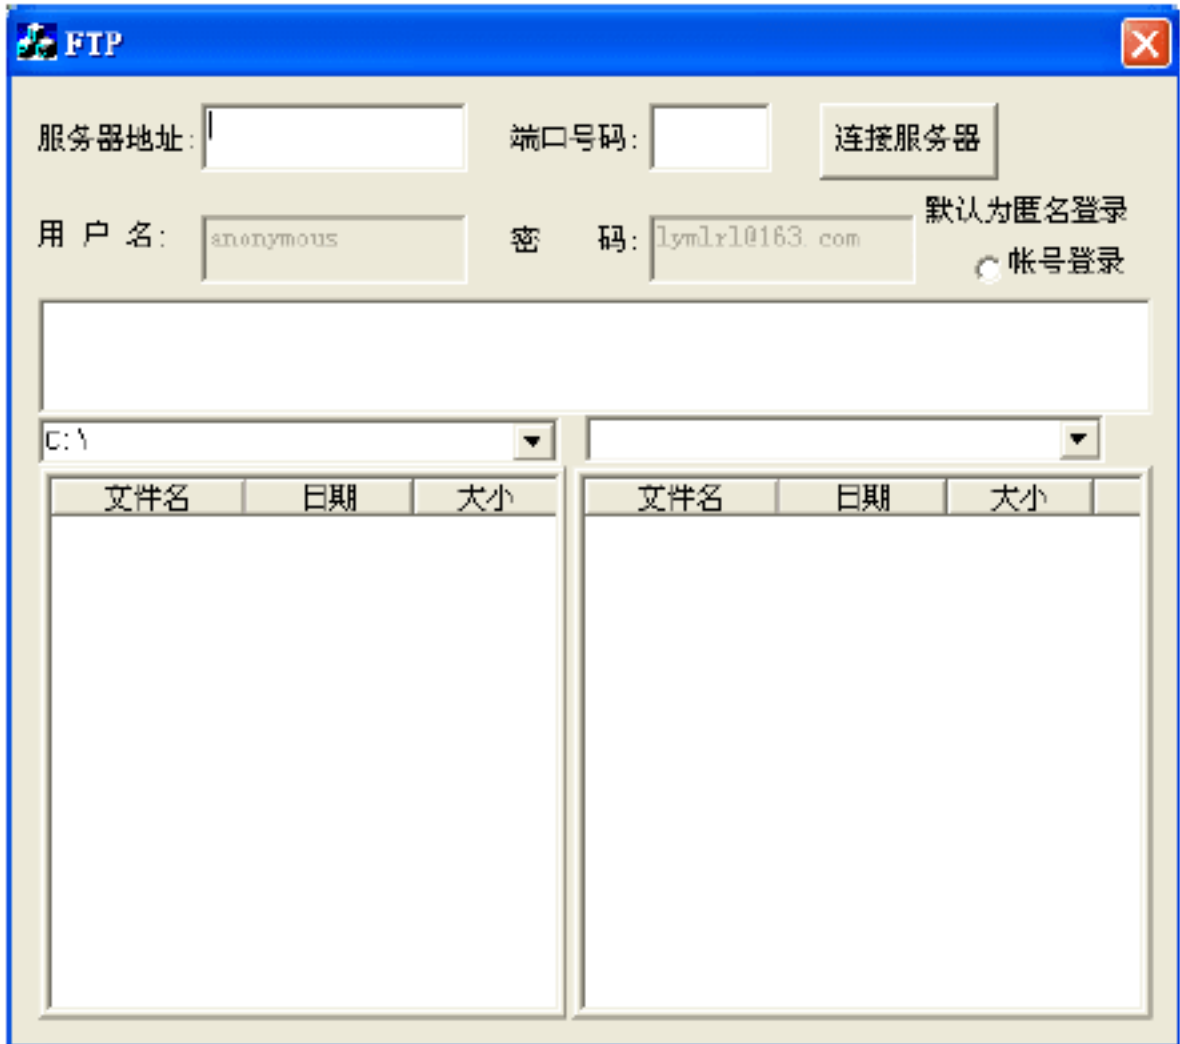 FTP
服务器地址: 端口号码: 连接服务器
默认为匿名登录
用 户 名: anonymous 密 码: lymlrl@163.com
帐号登录
C:\
文件名 日期 大小 文件名 日期 大小